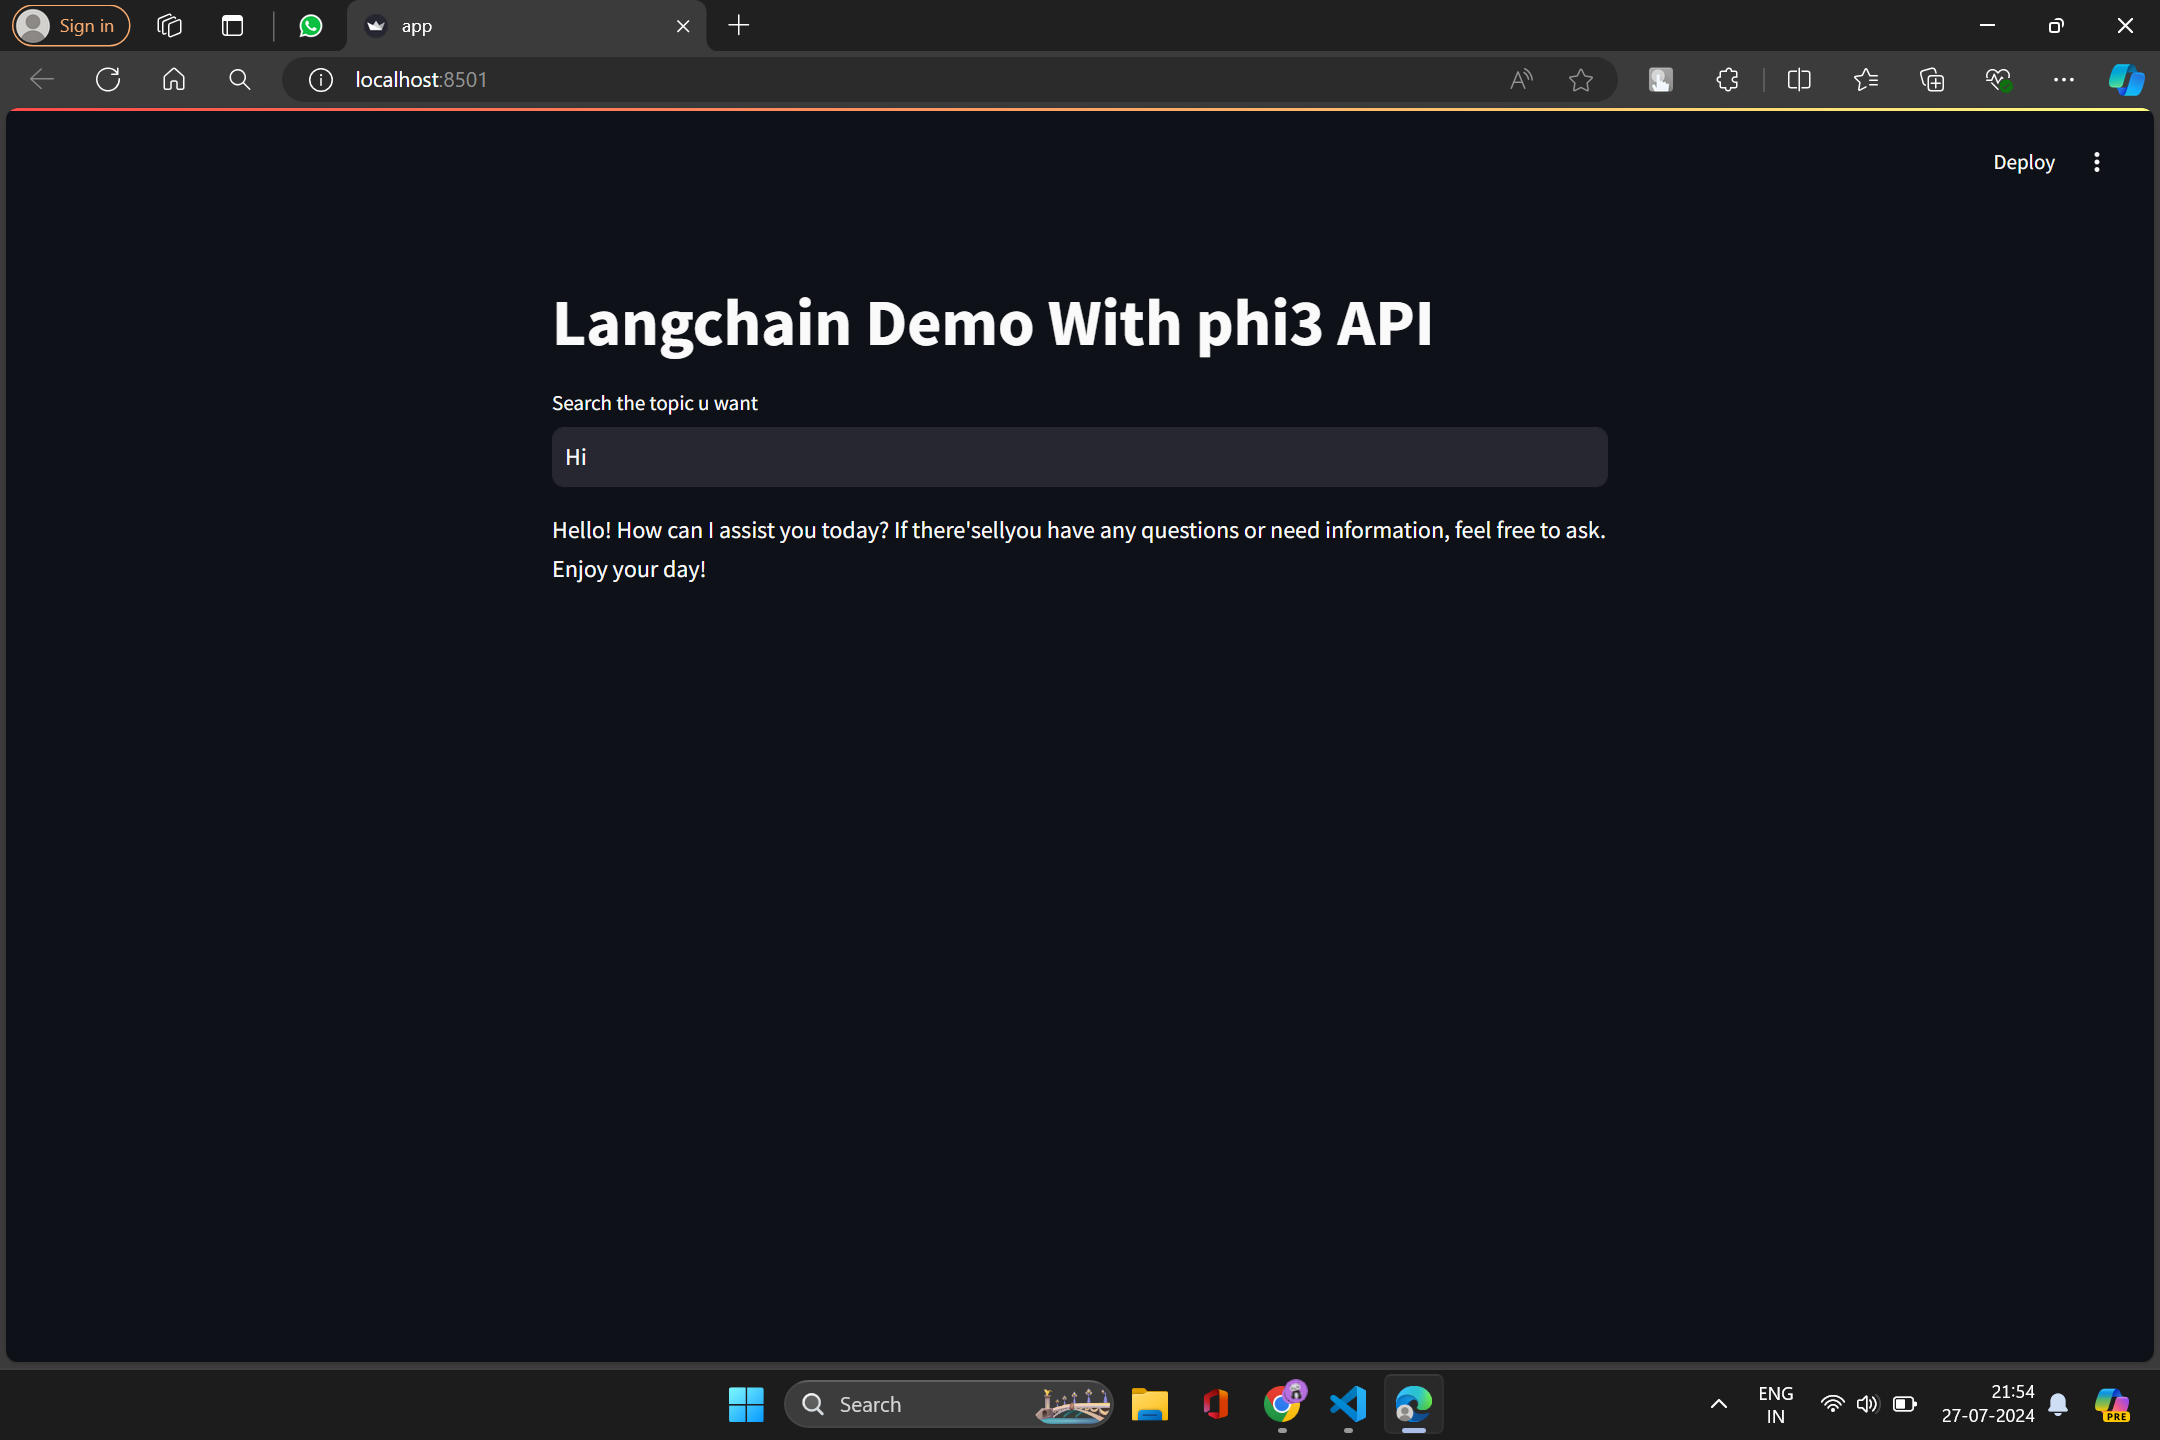 Sign in
app
localhost:8501
Deploy
Langchain Demo With phi3 API
Search the topic u want
Hi
Hello! How can I assist you today? If there'sellyou have any questions or need information, feel free to ask.
Enjoy your day!
Search
ENG
IN
21:54
27-07-2024
PRE